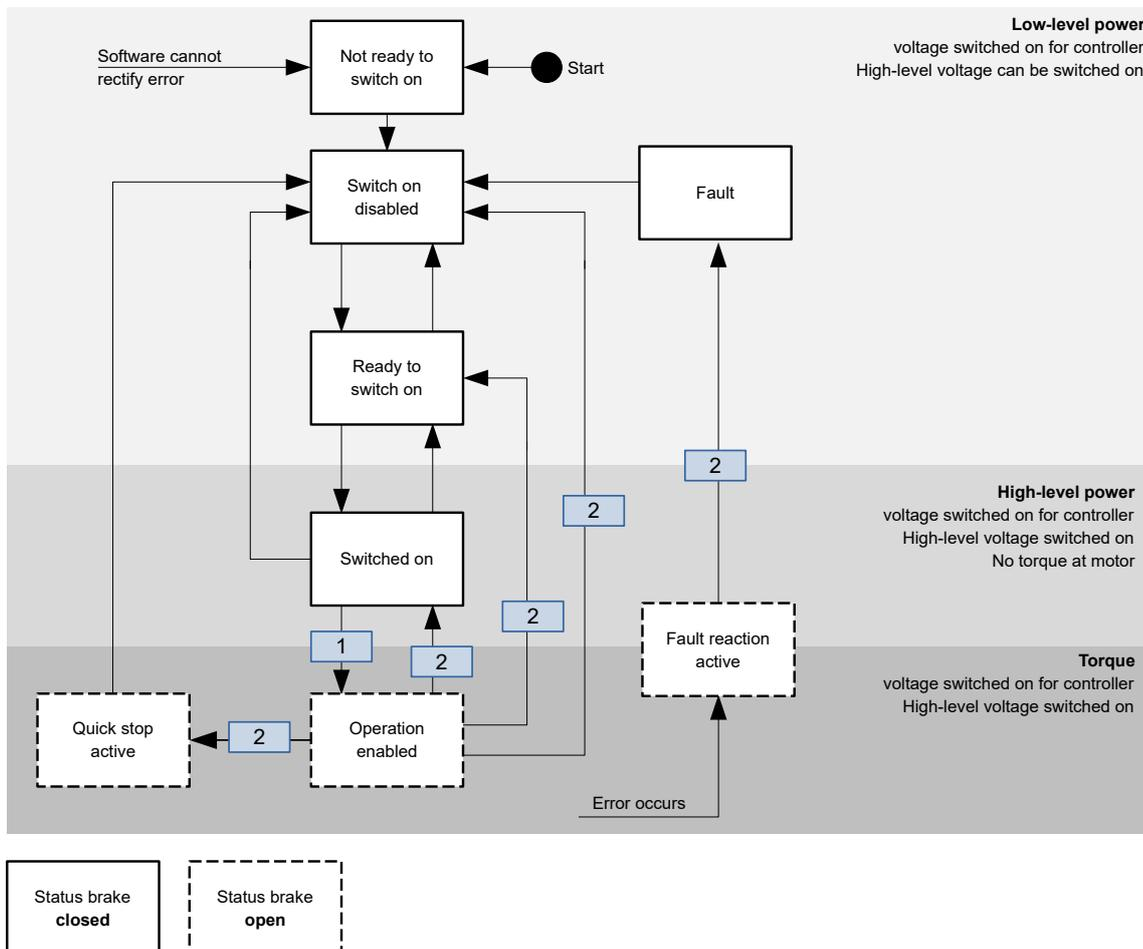 Low-level power
voltage switched on for controller
High-level voltage can be switched on
Software cannot
rectify error
Not ready to
switch on
Start
Switch on
disabled
Fault
Ready to
switch on
2
High-level power
voltage switched on for controller
High-level voltage switched on
No torque at motor
2
Switched on
2
Fault reaction
active
1
2
Torque
voltage switched on for controller
High-level voltage switched on
Quick stop
active
2
Operation
enabled
Error occurs
Status brake
closed
Status brake
open